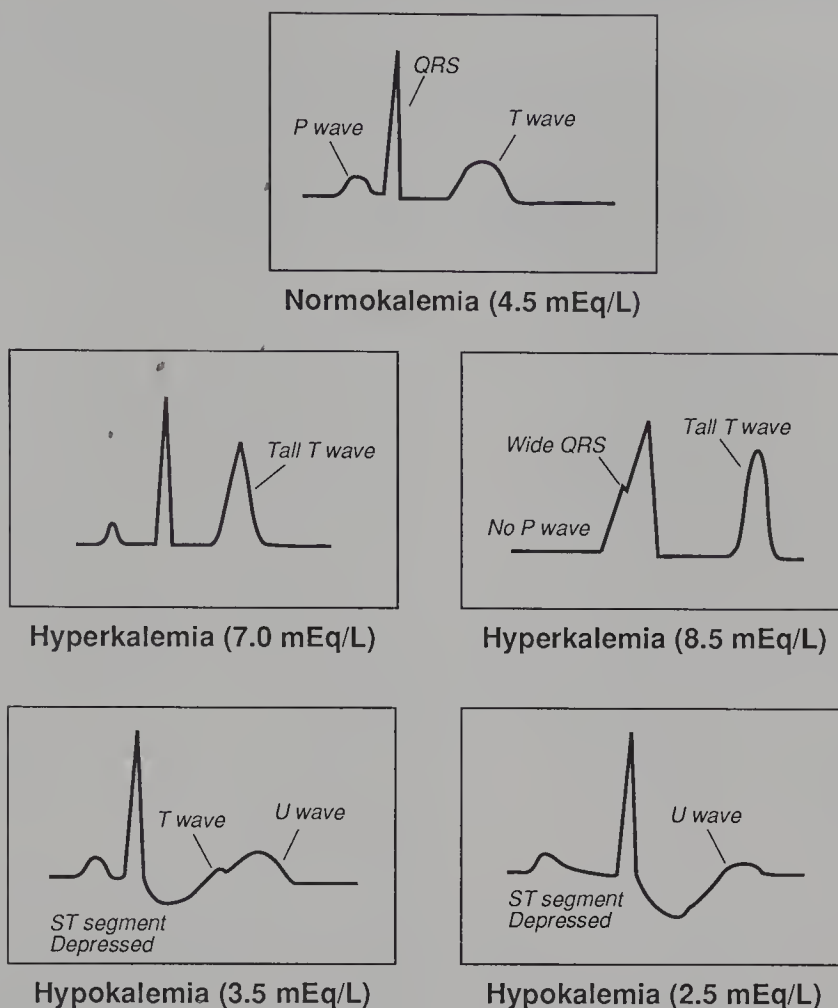 QRS
P wave
T wave
Normokalemia (4.5 mEq/L)
Tall T wave
Hyperkalemia (7.0 mEq/L)
Wide QRS
Tall T wave
No P wave
Hyperkalemia (8.5 mEq/L)
T wave
U wave
ST segment
Depressed
Hypokalemia (3.5 mEq/L)
U wave
ST segment
Depressed
Hypokalemia (2.5 mEq/L)